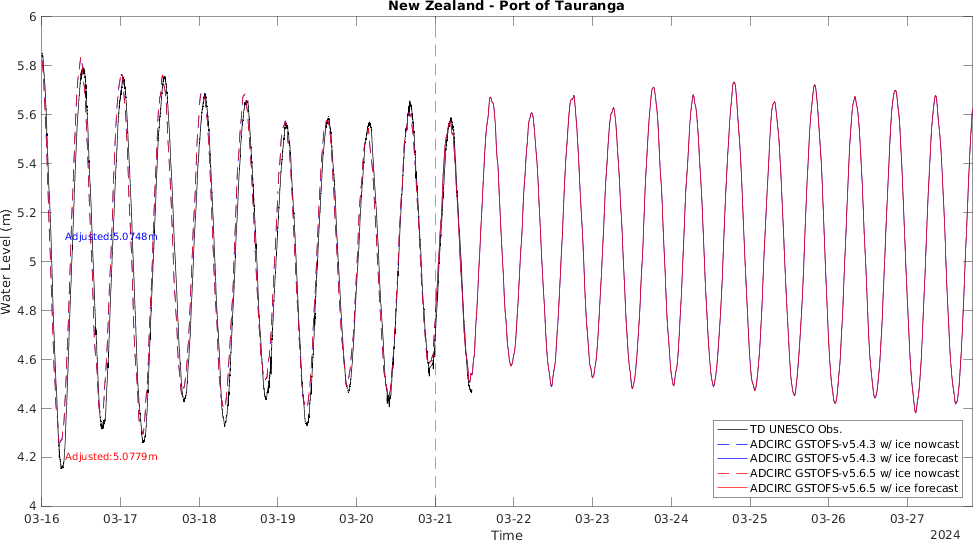 New Zealand - Port of Tauranga
Water Level (m)
6
5.8
5.6
5.4
5.2
5
4.8
4.6
4.4
4.2
4
Adjusted:5.0748m
Adjusted:5.0779m
TD UNESCO Obs.
ADCIRC GSTOFS-v5.4.3 w/ ice nowcast
ADCIRC GSTOFS-v5.4.3 w/ ice forecast
ADCIRC GSTOFS-v5.6.5 w/ ice nowcast
ADCIRC GSTOFS-v5.6.5 w/ ice forecast
03-16 03-17 03-18 03-19 03-20 03-21 03-22 03-23 03-24 03-25 03-26 03-27
Time
2024